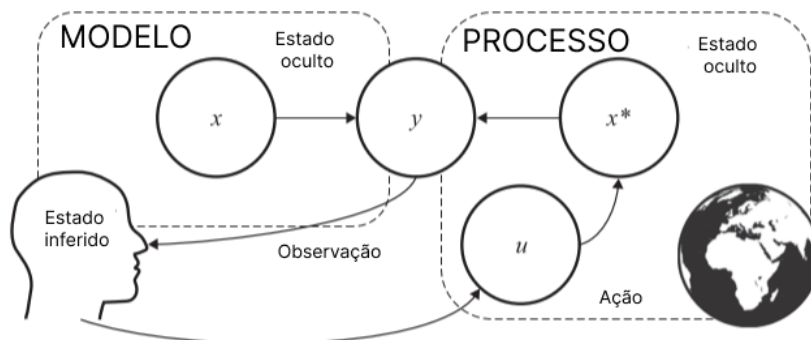 MODELO
Estado
oculto
PROCESSO
Estado
oculto
x
y
x*
Estado
inferido
Observação
u
Ação